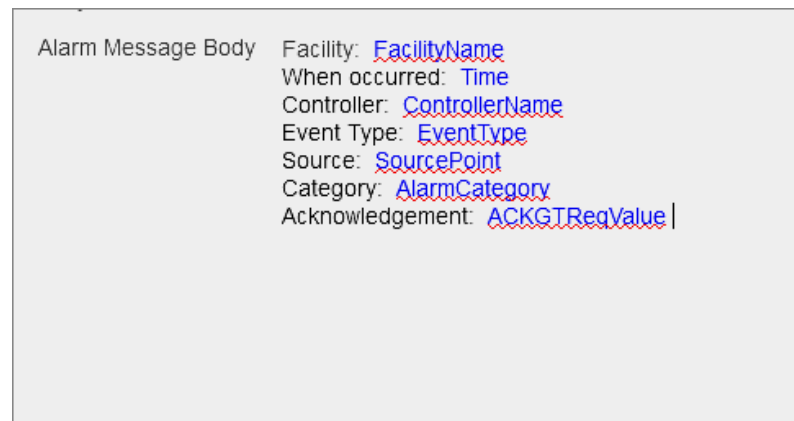 Alarm Message Body Facility: FacilityName
When occurred: Time
Controller: ControllerName
Event Type: EventType
Source: SourcePoint
Category: AlarmCategory
Acknowledgement: ACKGTReqValue